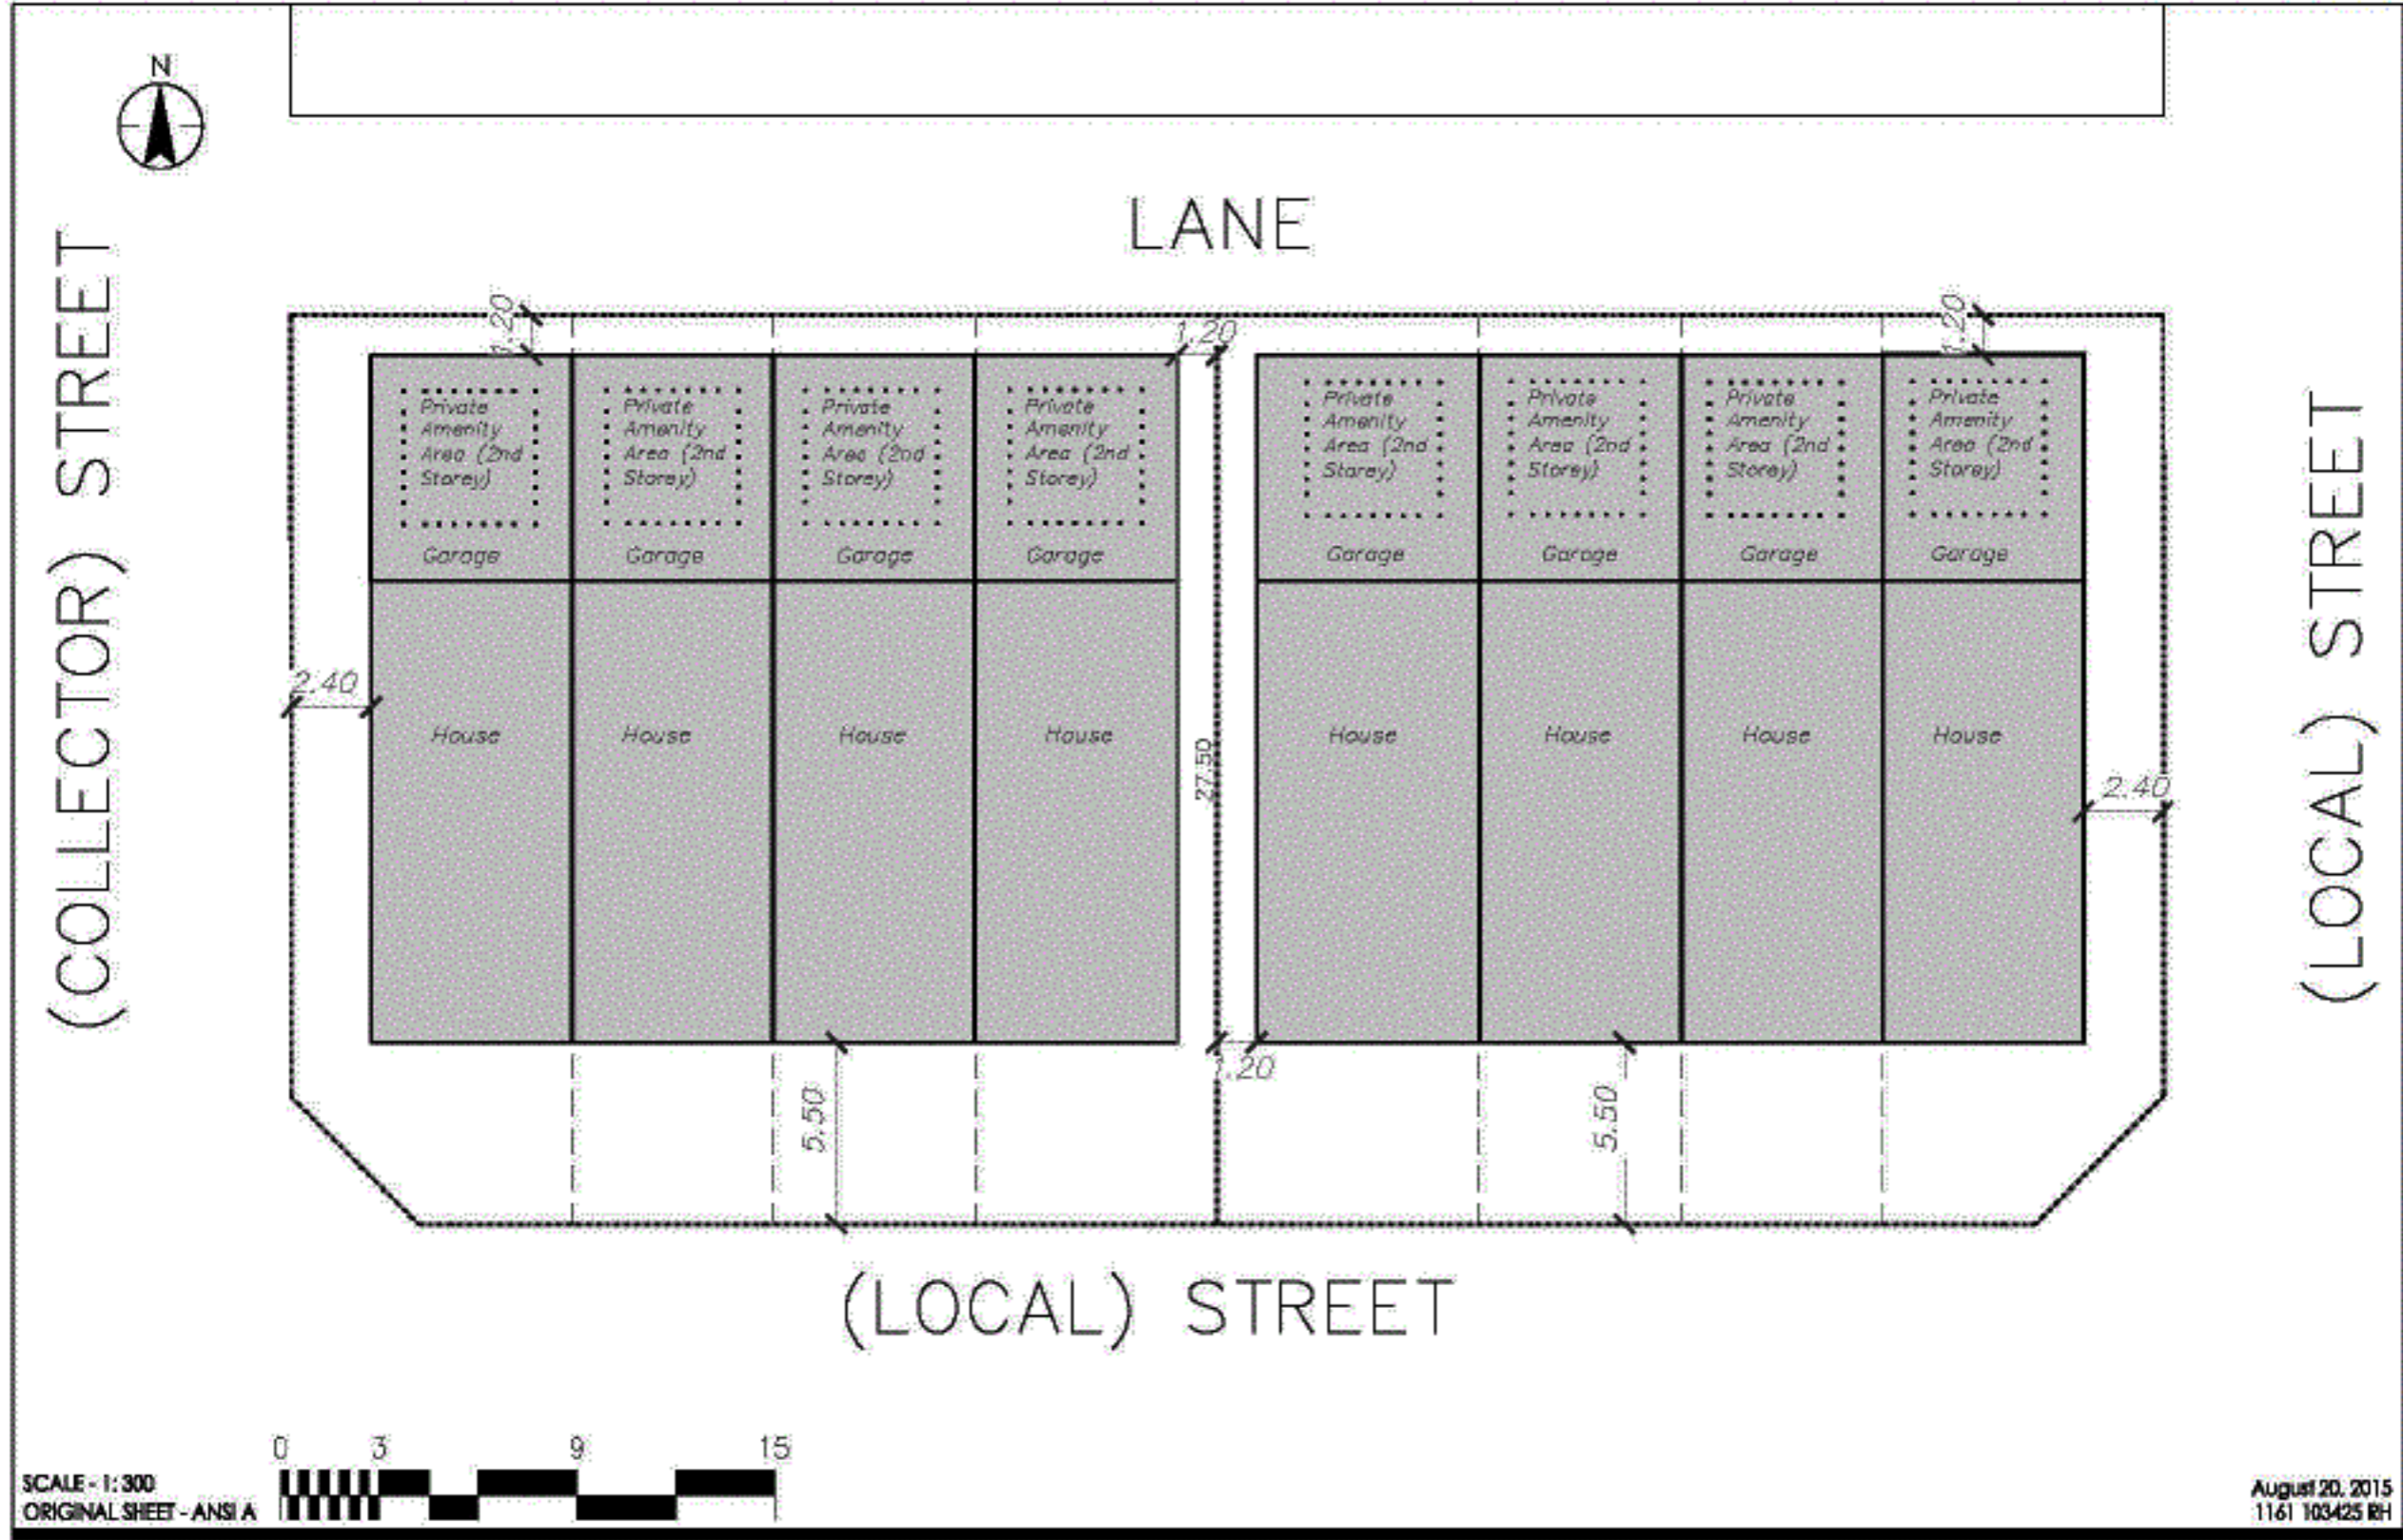 N
LANE
(COLLECTOR) STREET
(LOCAL) STREET
1.20
1.20
1.20
Private
Amenity
Area (2nd
Storey)
Private
Amenity
Area (2nd
Storey)
Private
Amenity
Area (2nd
Storey)
Private
Amenity
Area (2nd
Storey)
Private
Amenity
Area (2nd
Storey)
Private
Amenity
Area (2nd
Storey)
Private
Amenity
Area (2nd
Storey)
Private
Amenity
Area (2nd
Storey)
Garage Garage Garage Garage Garage Garage Garage Garage
2.40
House House House House House House House House
27.50
2.40
1.20
5.50
5.50
(LOCAL) STREET
0 3 9 15
SCALE - 1: 300
ORIGINAL SHEET - ANSI A
August 20, 2015
1161 103425 RH